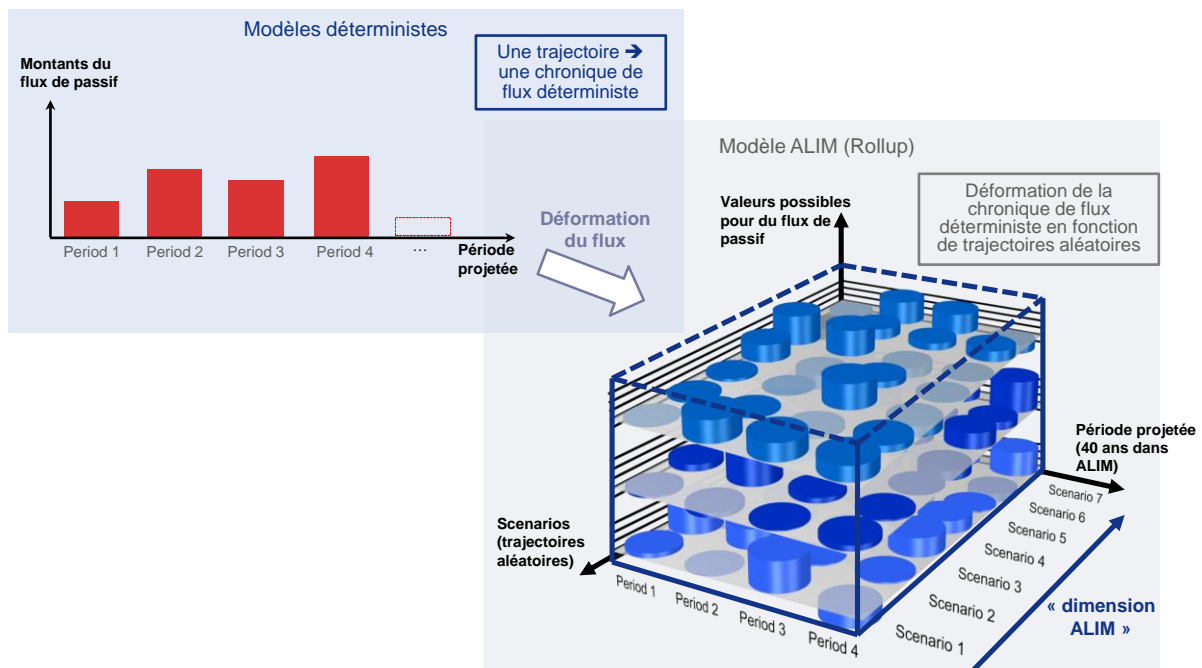 Modèles déterministes
Une trajectoire ➔
une chronique de
flux déterministe
Montants du
flux de passif
Period 1
Period 2
Period 3
Period 4
…
Période
projetée
Déformation
du flux
Modèle ALIM (Rollup)
Déformation de la
chronique de flux
déterministe en fonction
de trajectoires aléatoires
Valeurs possibles
pour du flux de
passif
Période projetée
(40 ans dans
ALIM)
Scenarios
(trajectoires
aléatoires)
Period 1
Period 2
Period 3
Period 4
Scenario 7
Scenario 6
Scenario 5
Scenario 4
Scenario 3
Scenario 2
Scenario 1
« dimension
ALIM »